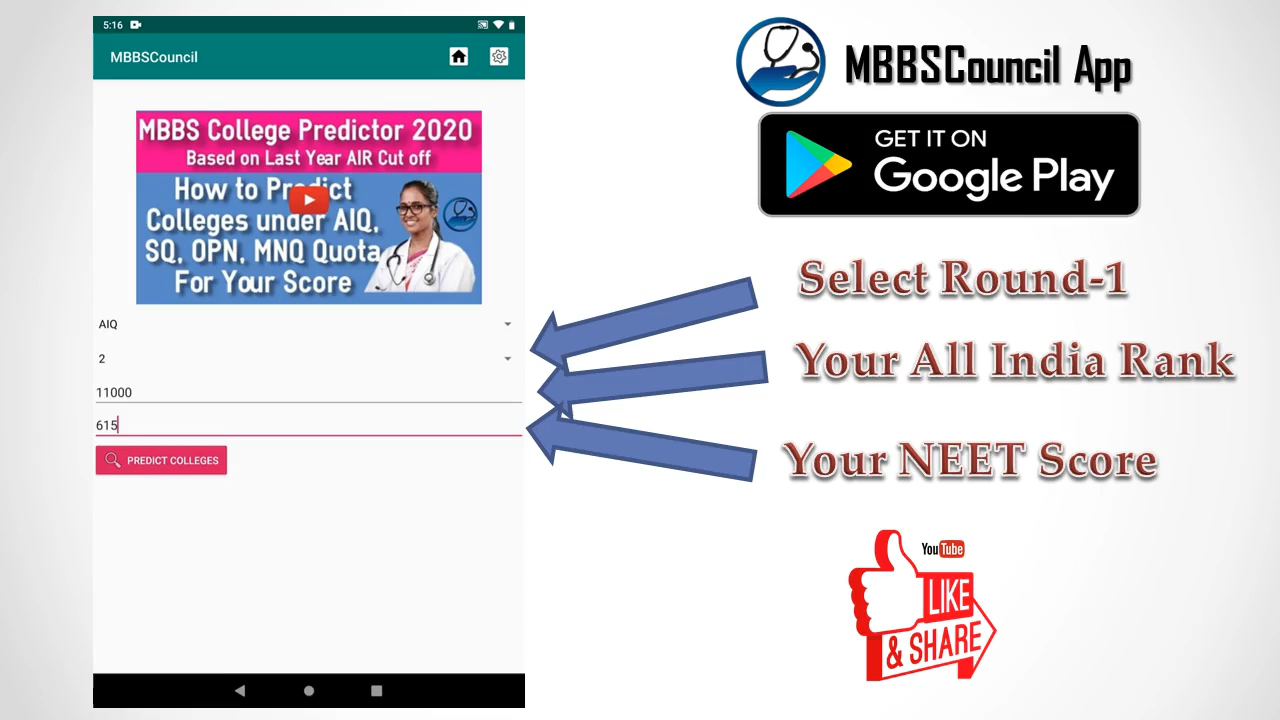 5:16
MBBSCouncil
MBBS College Predictor 2020
Based on Last Year AIR Cut off
How to Predict
Colleges under AIQ,
SQ, OPN, MNQ Quota
For Your Score
AIQ
2
11000
615
PREDICT COLLEGES
MBBSCouncil App
GET IT ON
Google Play
Select Round-1
Your All India Rank
Your NEET Score
YouTube
LIKE
& SHARE